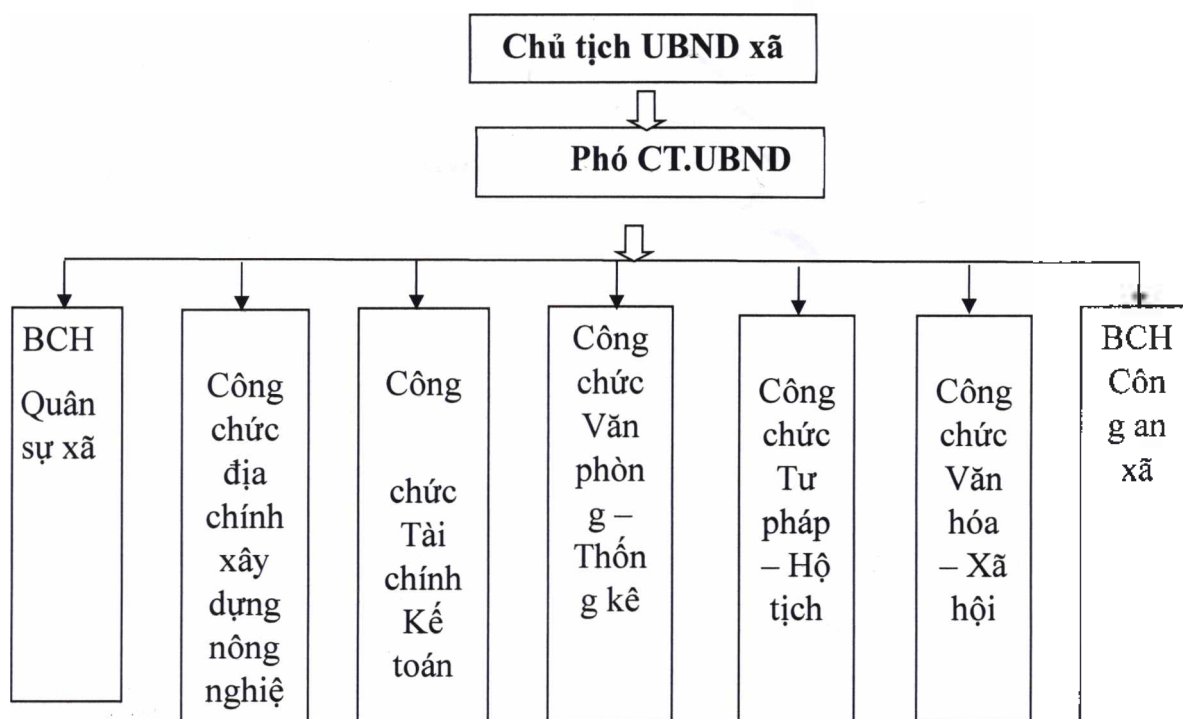 Chủ tịch UBND xã
Phó CT.UBND
BCH
Quân
sự xã
Công
chức
địa
chính
xây
dựng
nông
nghiệ
Công
chức
Tài
chính
Kế
toán
Công
chức
Văn
phòn
g –
Thốn
g kê
Công
chức
Tư
pháp
– Hộ
tịch
Công
chức
Văn
hóa
– Xã
hội
BCH
Côn
g an
xã